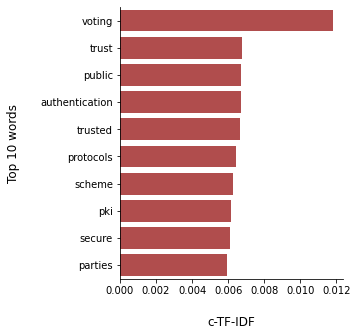 Top 10 words
voting
trust
public
authentication
trusted
protocols
scheme
pki
secure
parties
0.000 0.002 0.004 0.006 0.008 0.010 0.012
c-TF-IDF